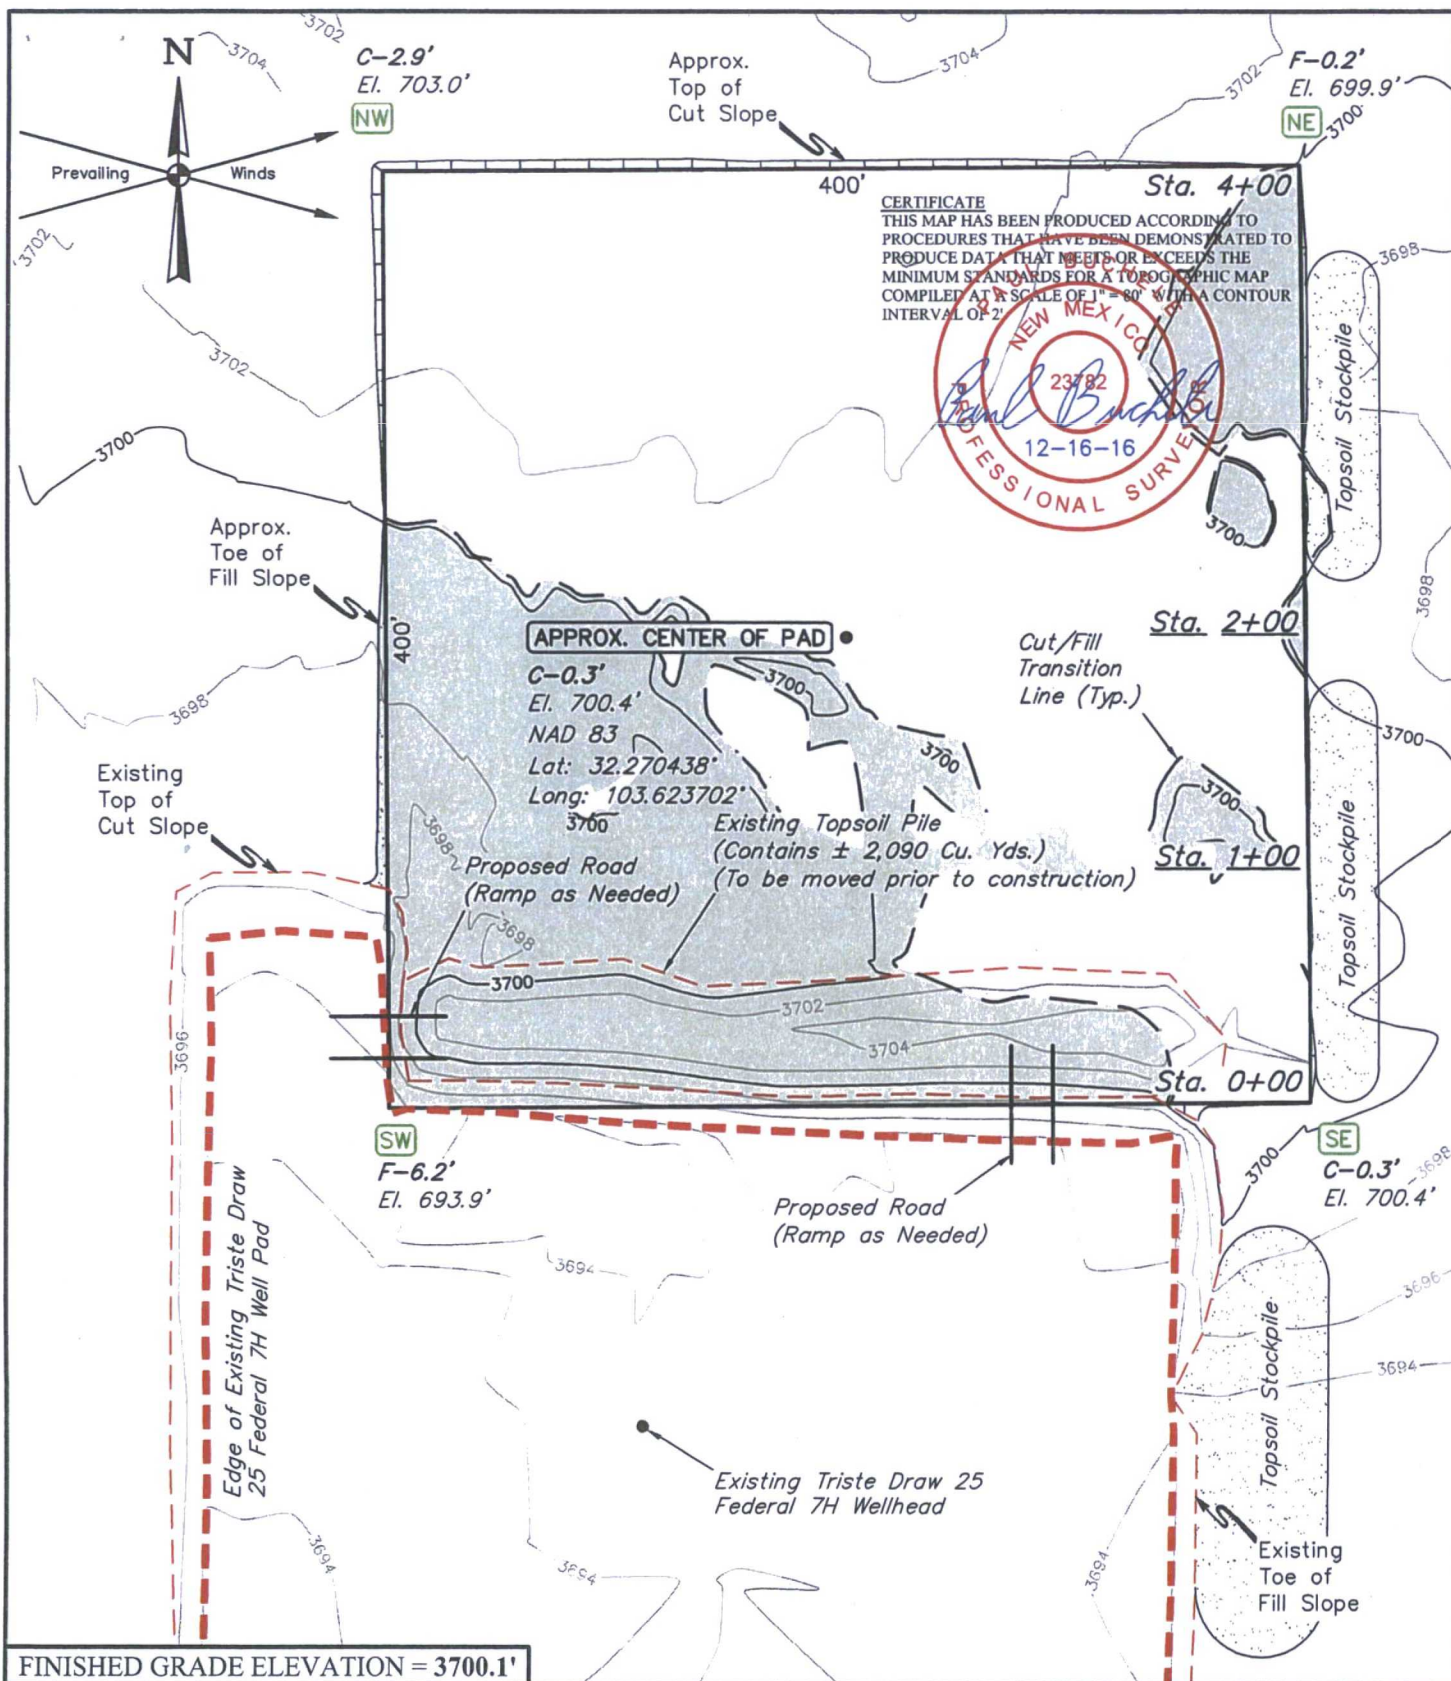 N
Prevailing Winds
C-2.9'
El. 703.0'
NW
Approx.
Top of
Cut Slope
F-0.2'
El. 699.9'
NE
3702
3704
3704
3702
3700
3702
400'
Sta. 4+00
CERTIFICATE
THIS MAP HAS BEEN PRODUCED ACCORDING TO
PROCEDURES THAT HAVE BEEN DEMONSTRATED TO
PRODUCE DATA THAT MEETS OR EXCEEDS THE
MINIMUM STANDARDS FOR A TOPOGRAPHIC MAP
COMPILED AT A SCALE OF 1" = 80' WITH A CONTOUR
INTERVAL OF 2'.
PAUL BUCHELE
NEW MEXICO
23782
12-16-16
PROFESSIONAL SURVEYOR
3698
Topsoil Stockpile
3702
3700
3700
3698
Approx.
Toe of
Fill Slope
400'
APPROX. CENTER OF PAD
C-0.3'
El. 700.4'
NAD 83
Lat: 32.270438°
Long: 103.623702°
3700
3700
3700
Sta. 2+00
Cut/Fill
Transition
Line (Typ.)
3700
3698
3700
Sta. 1+00
Topsoil Stockpile
Existing
Top of
Cut Slope
3698
Proposed Road
(Ramp as Needed)
Existing Topsoil Pile
(Contains ± 2,090 Cu. Yds.)
(To be moved prior to construction)
3698
3700
3702
3704
3696
Sta. 0+00
SW
F-6.2'
El. 693.9'
SE
C-0.3'
El. 700.4'
3700
3698
Proposed Road
(Ramp as Needed)
Edge of Existing Triste Draw
25 Federal 7H Well Pad
3694
3696
3694
Topsoil Stockpile
Existing Triste Draw 25
Federal 7H Wellhead
3694
3694
3694
Existing
Toe of
Fill Slope
FINISHED GRADE ELEVATION = 3700.1'